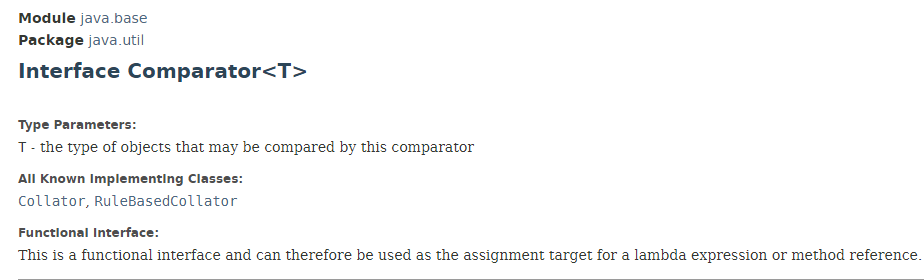 Module java.base
Package java.util
Interface Comparator<T>
Type Parameters:
T - the type of objects that may be compared by this comparator
All Known Implementing Classes:
Collator, RuleBasedCollator
Functional Interface:
This is a functional interface and can therefore be used as the assignment target for a lambda expression or method reference.